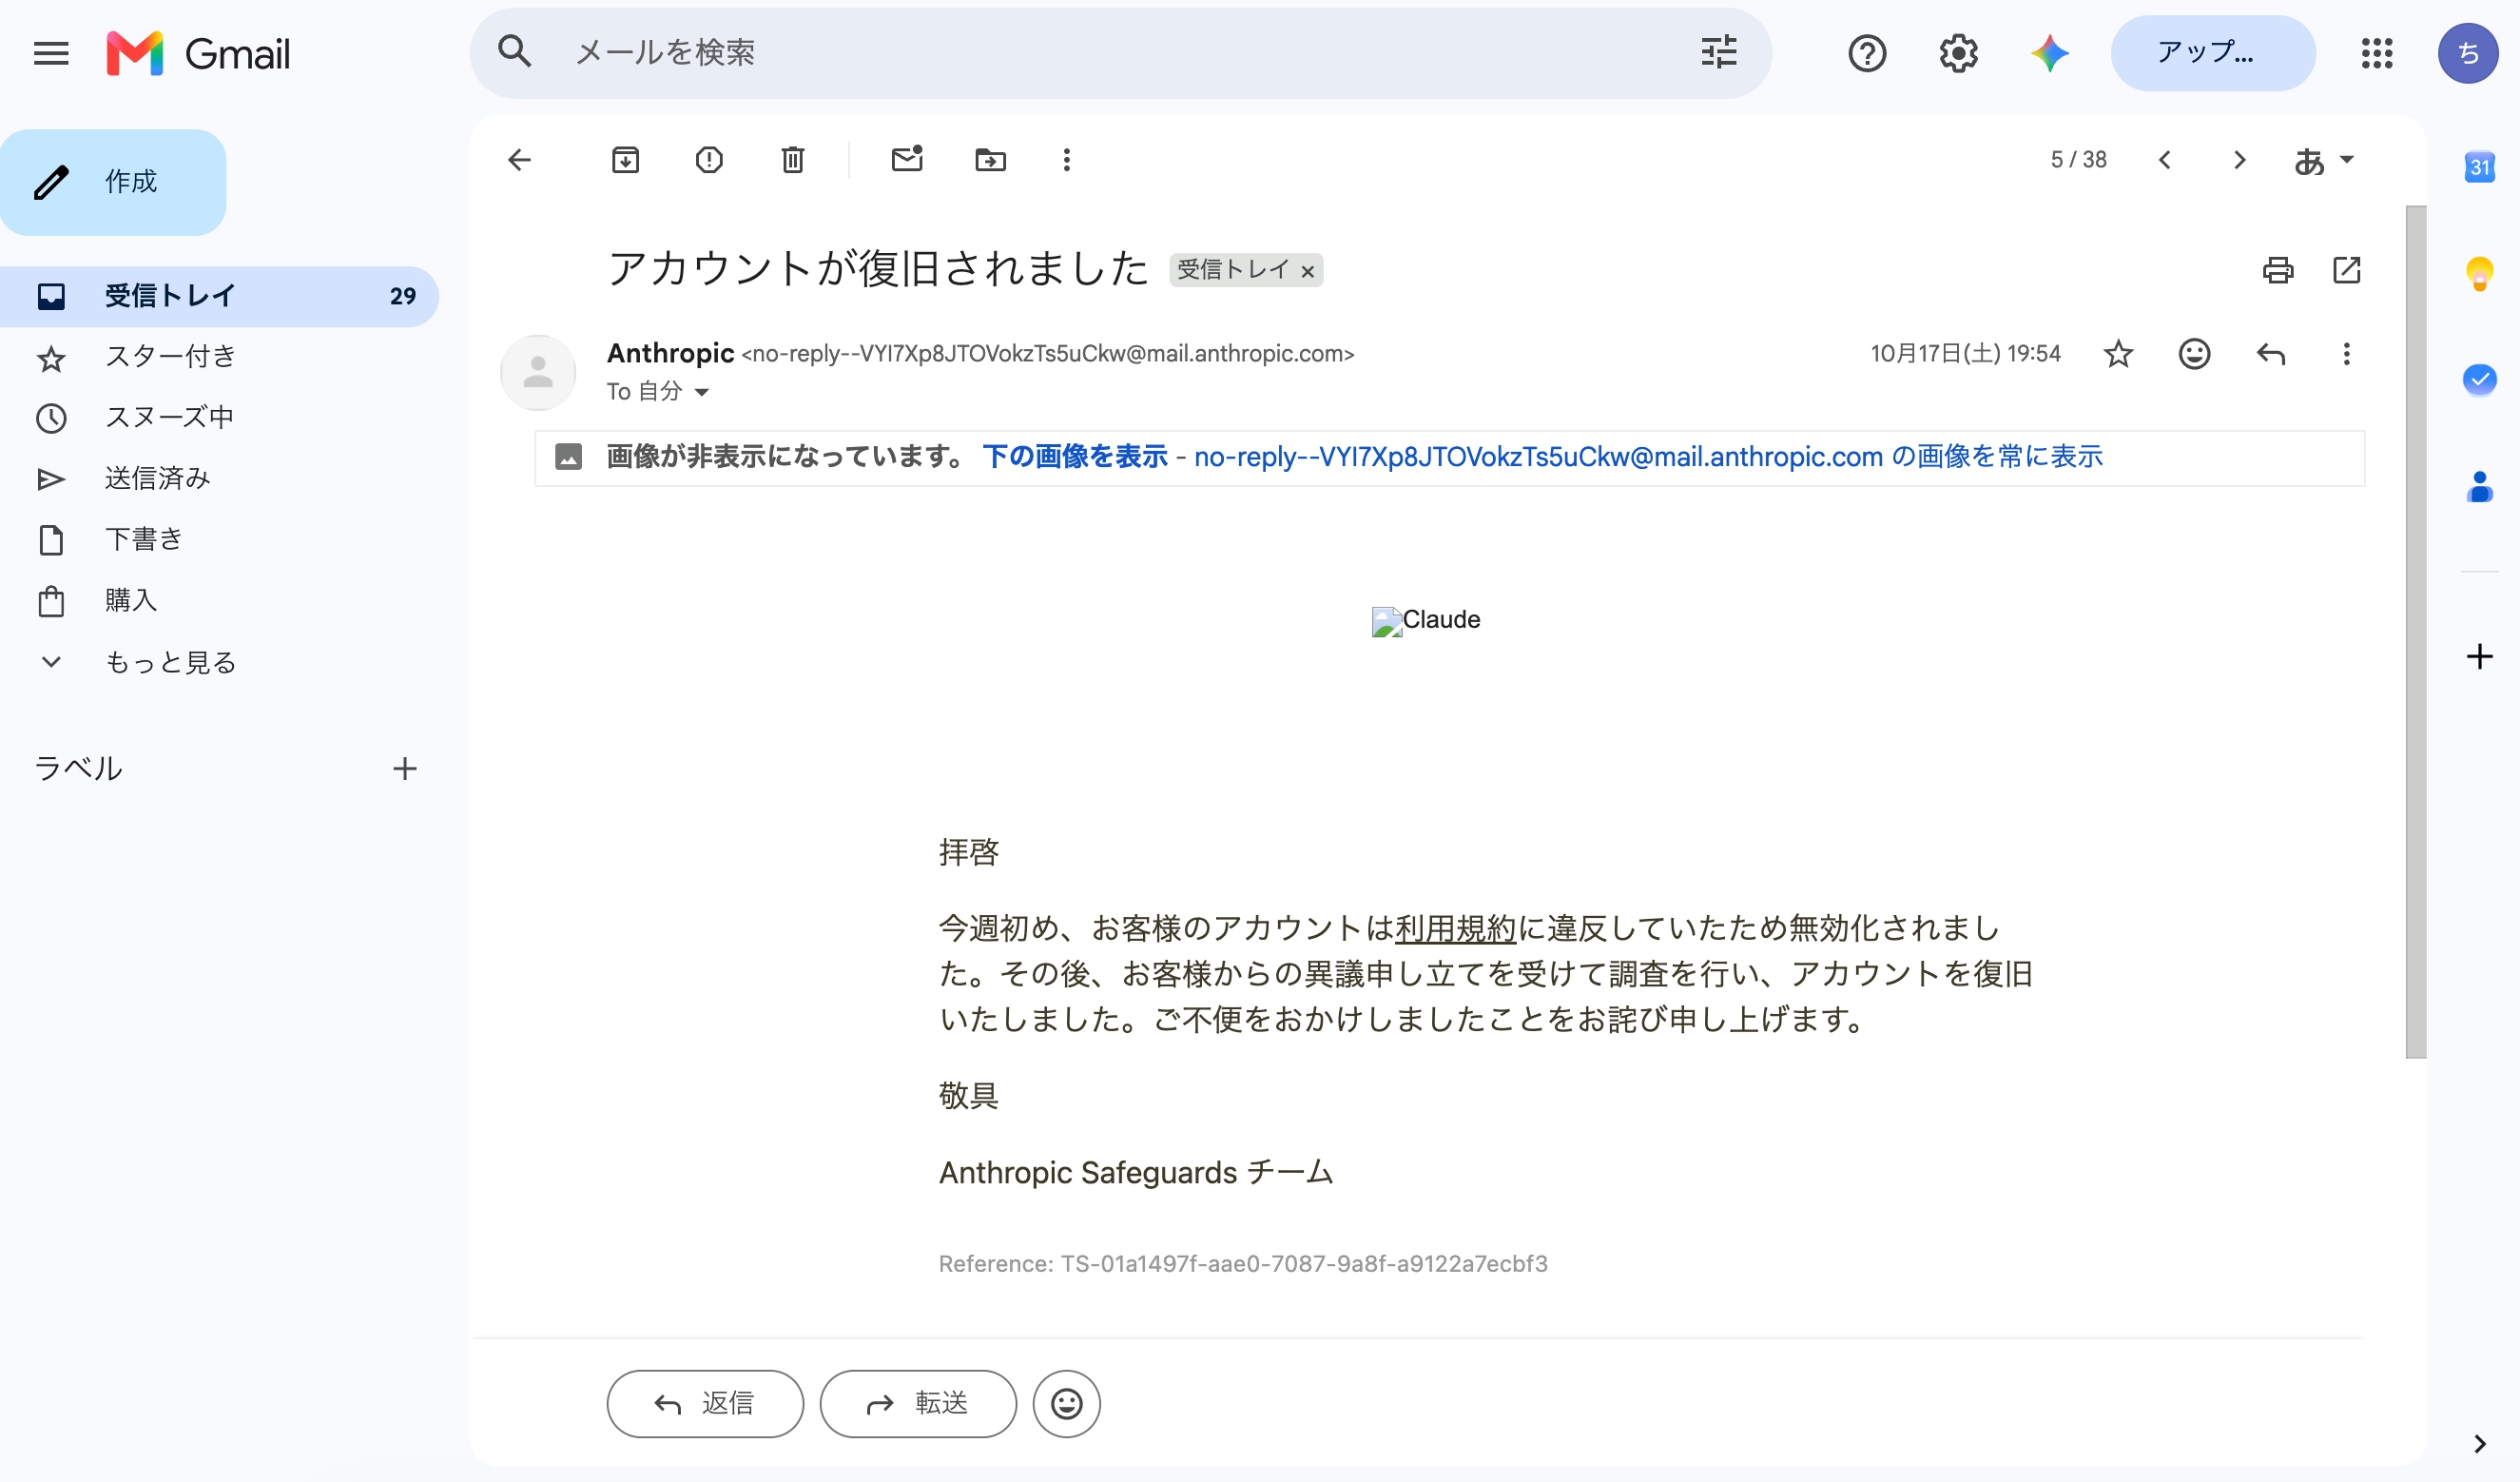 Gmail
メールを検索
アップ...
ち
作成
5 / 38
あ
31
受信トレイ 29
スター付き
スヌーズ中
送信済み
下書き
購入
もっと見る
ラベル
アカウントが復旧されました 受信トレイ ×
Anthropic <no-reply--VYI7Xp8JTOVokzTs5uCkw@mail.anthropic.com> 10月17日(土) 19:54
To 自分
画像が非表示になっています。 下の画像を表示 - no-reply--VYI7Xp8JTOVokzTs5uCkw@mail.anthropic.com の画像を常に表示
Claude
拝啓
今週初め、お客様のアカウントは利用規約に違反していたため無効化されまし
た。その後、お客様からの異議申し立てを受けて調査を行い、アカウントを復旧
いたしました。ご不便をおかけしましたことをお詫び申し上げます。
敬具
Anthropic Safeguards チーム
Reference: TS-01a1497f-aae0-7087-9a8f-a9122a7ecbf3
返信
転送